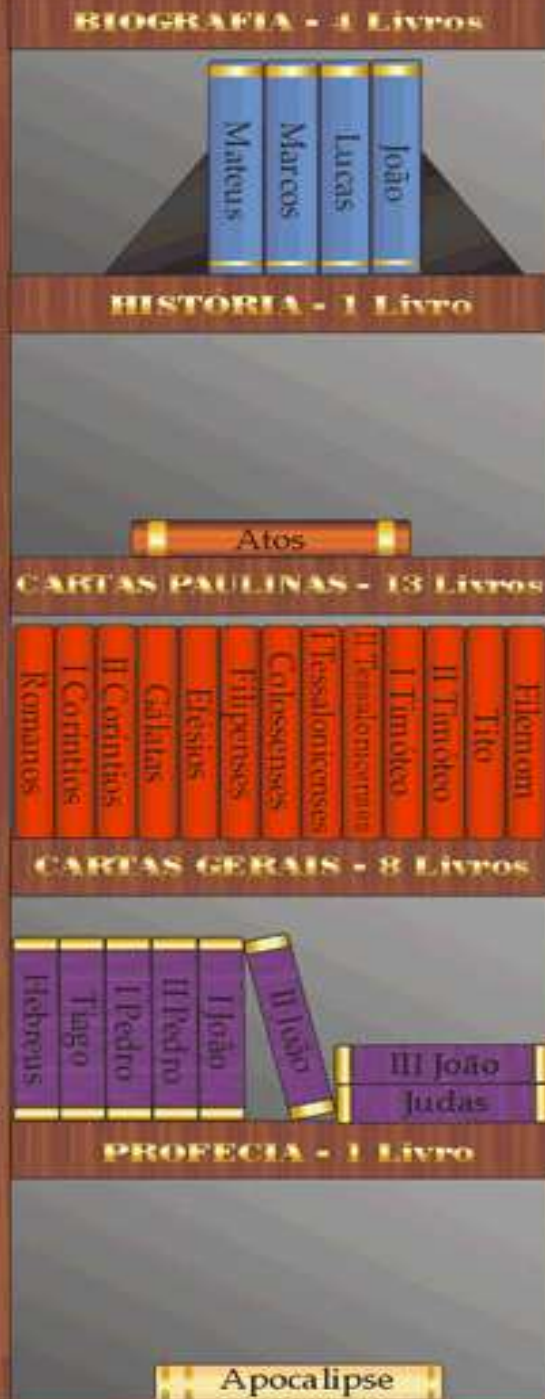 BIOGRAFIA - 4 Livros
Mateus
Marcos
Lucas
João
HISTÓRIA - 1 Livro
Atos
CARTAS PAULINAS - 13 Livros
Romanos
I Coríntios
II Coríntios
Gálatas
Efésios
Filipenses
Colossenses
I Tessalonicenses
II Tessalonicenses
I Timóteo
II Timóteo
Tito
Filemom
CARTAS GERAIS - 8 Livros
Hebreus
Tiago
I Pedro
II Pedro
I João
II João
III João
Judas
PROFECIA - 1 Livro
Apocalipse